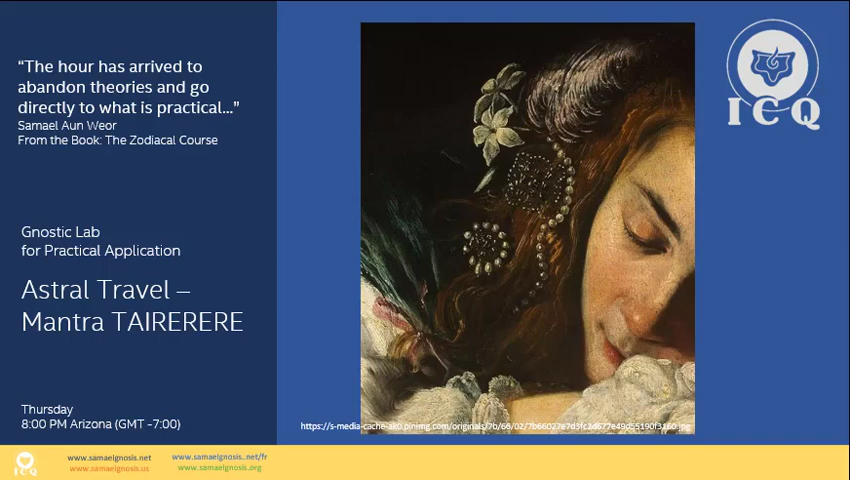 “The hour has arrived to
abandon theories and go
directly to what is practical...”
Samael Aun Weor
From the Book: The Zodiacal Course
Gnostic Lab
for Practical Application
Astral Travel –
Mantra TAIRERERE
Thursday
8:00 PM Arizona (GMT -7:00)
ICQ
ICQ
www.samaelgnosis.net
www.samaelgnosis..net/fr
www.samaelgnosis.us
www.samaelgnosis.org